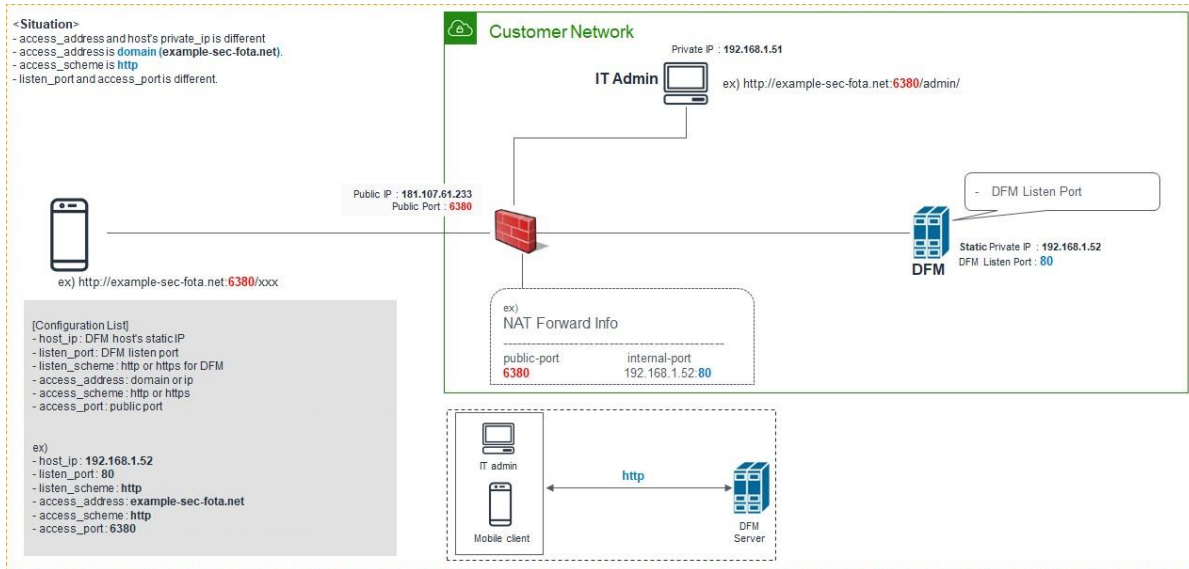 <Situation>
- access_address and host's private_ip is different
- access_address is domain (example-sec-fota.net).
- access_scheme is http
- listen_port and access_port is different.
Customer Network
Private IP : 192.168.1.51
IT Admin
ex) http://example-sec-fota.net:6380/admin/
Public IP : 181.107.61.233
Public Port : 6380
- DFM Listen Port
Static Private IP : 192.168.1.52
DFM Listen Port : 80
DFM
ex) http://example-sec-fota.net:6380/xxx
ex)
NAT Forward Info
public-port internal-port
6380 192.168.1.52:80
[Configuration List]
- host_ip : DFM host's static IP
- listen_port: DFM listen port
- listen_scheme: http or https for DFM
- access_address: domain or ip
- access_scheme: http or https
- access_port: public port
ex)
- host_ip : 192.168.1.52
- listen_port: 80
- listen_scheme: http
- access_address: example-sec-fota.net
- access_scheme: http
- access_port: 6380
IT admin
http
Mobile client
DFM
Server